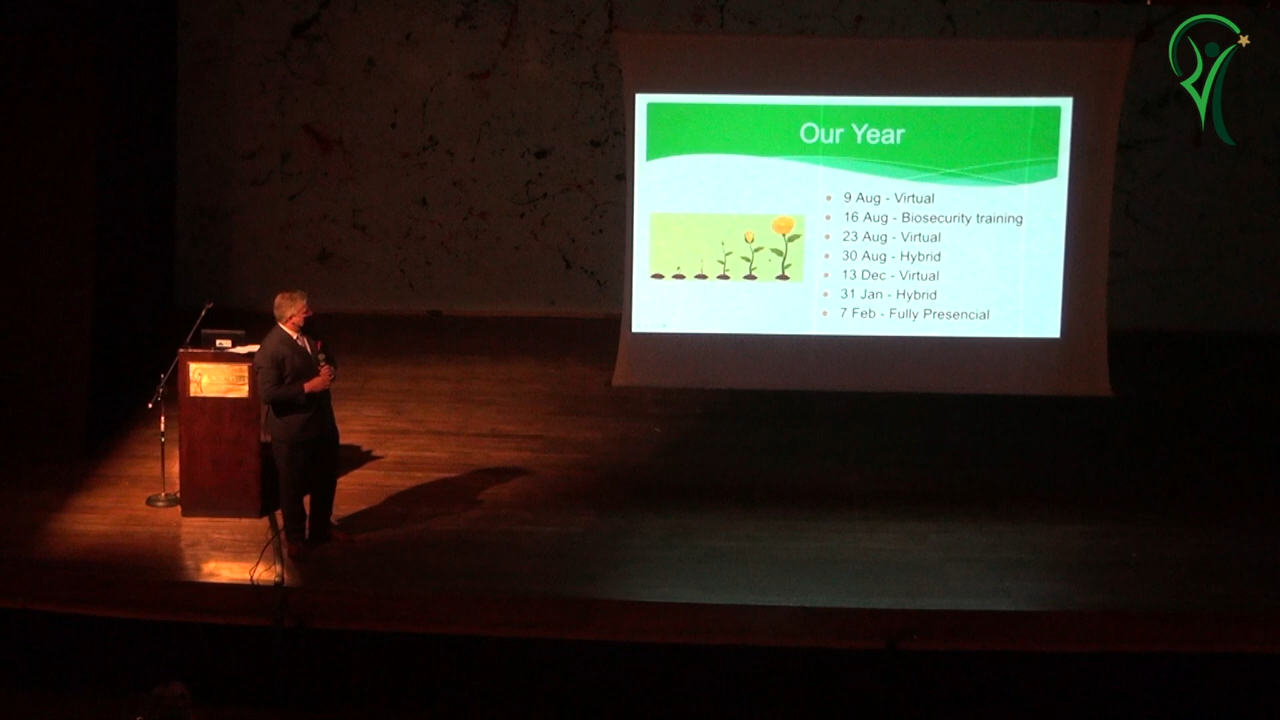 Our Year
9 Aug - Virtual
16 Aug - Biosecurity training
23 Aug - Virtual
30 Aug - Hybrid
13 Dec - Virtual
31 Jan - Hybrid
7 Feb - Fully Presencial